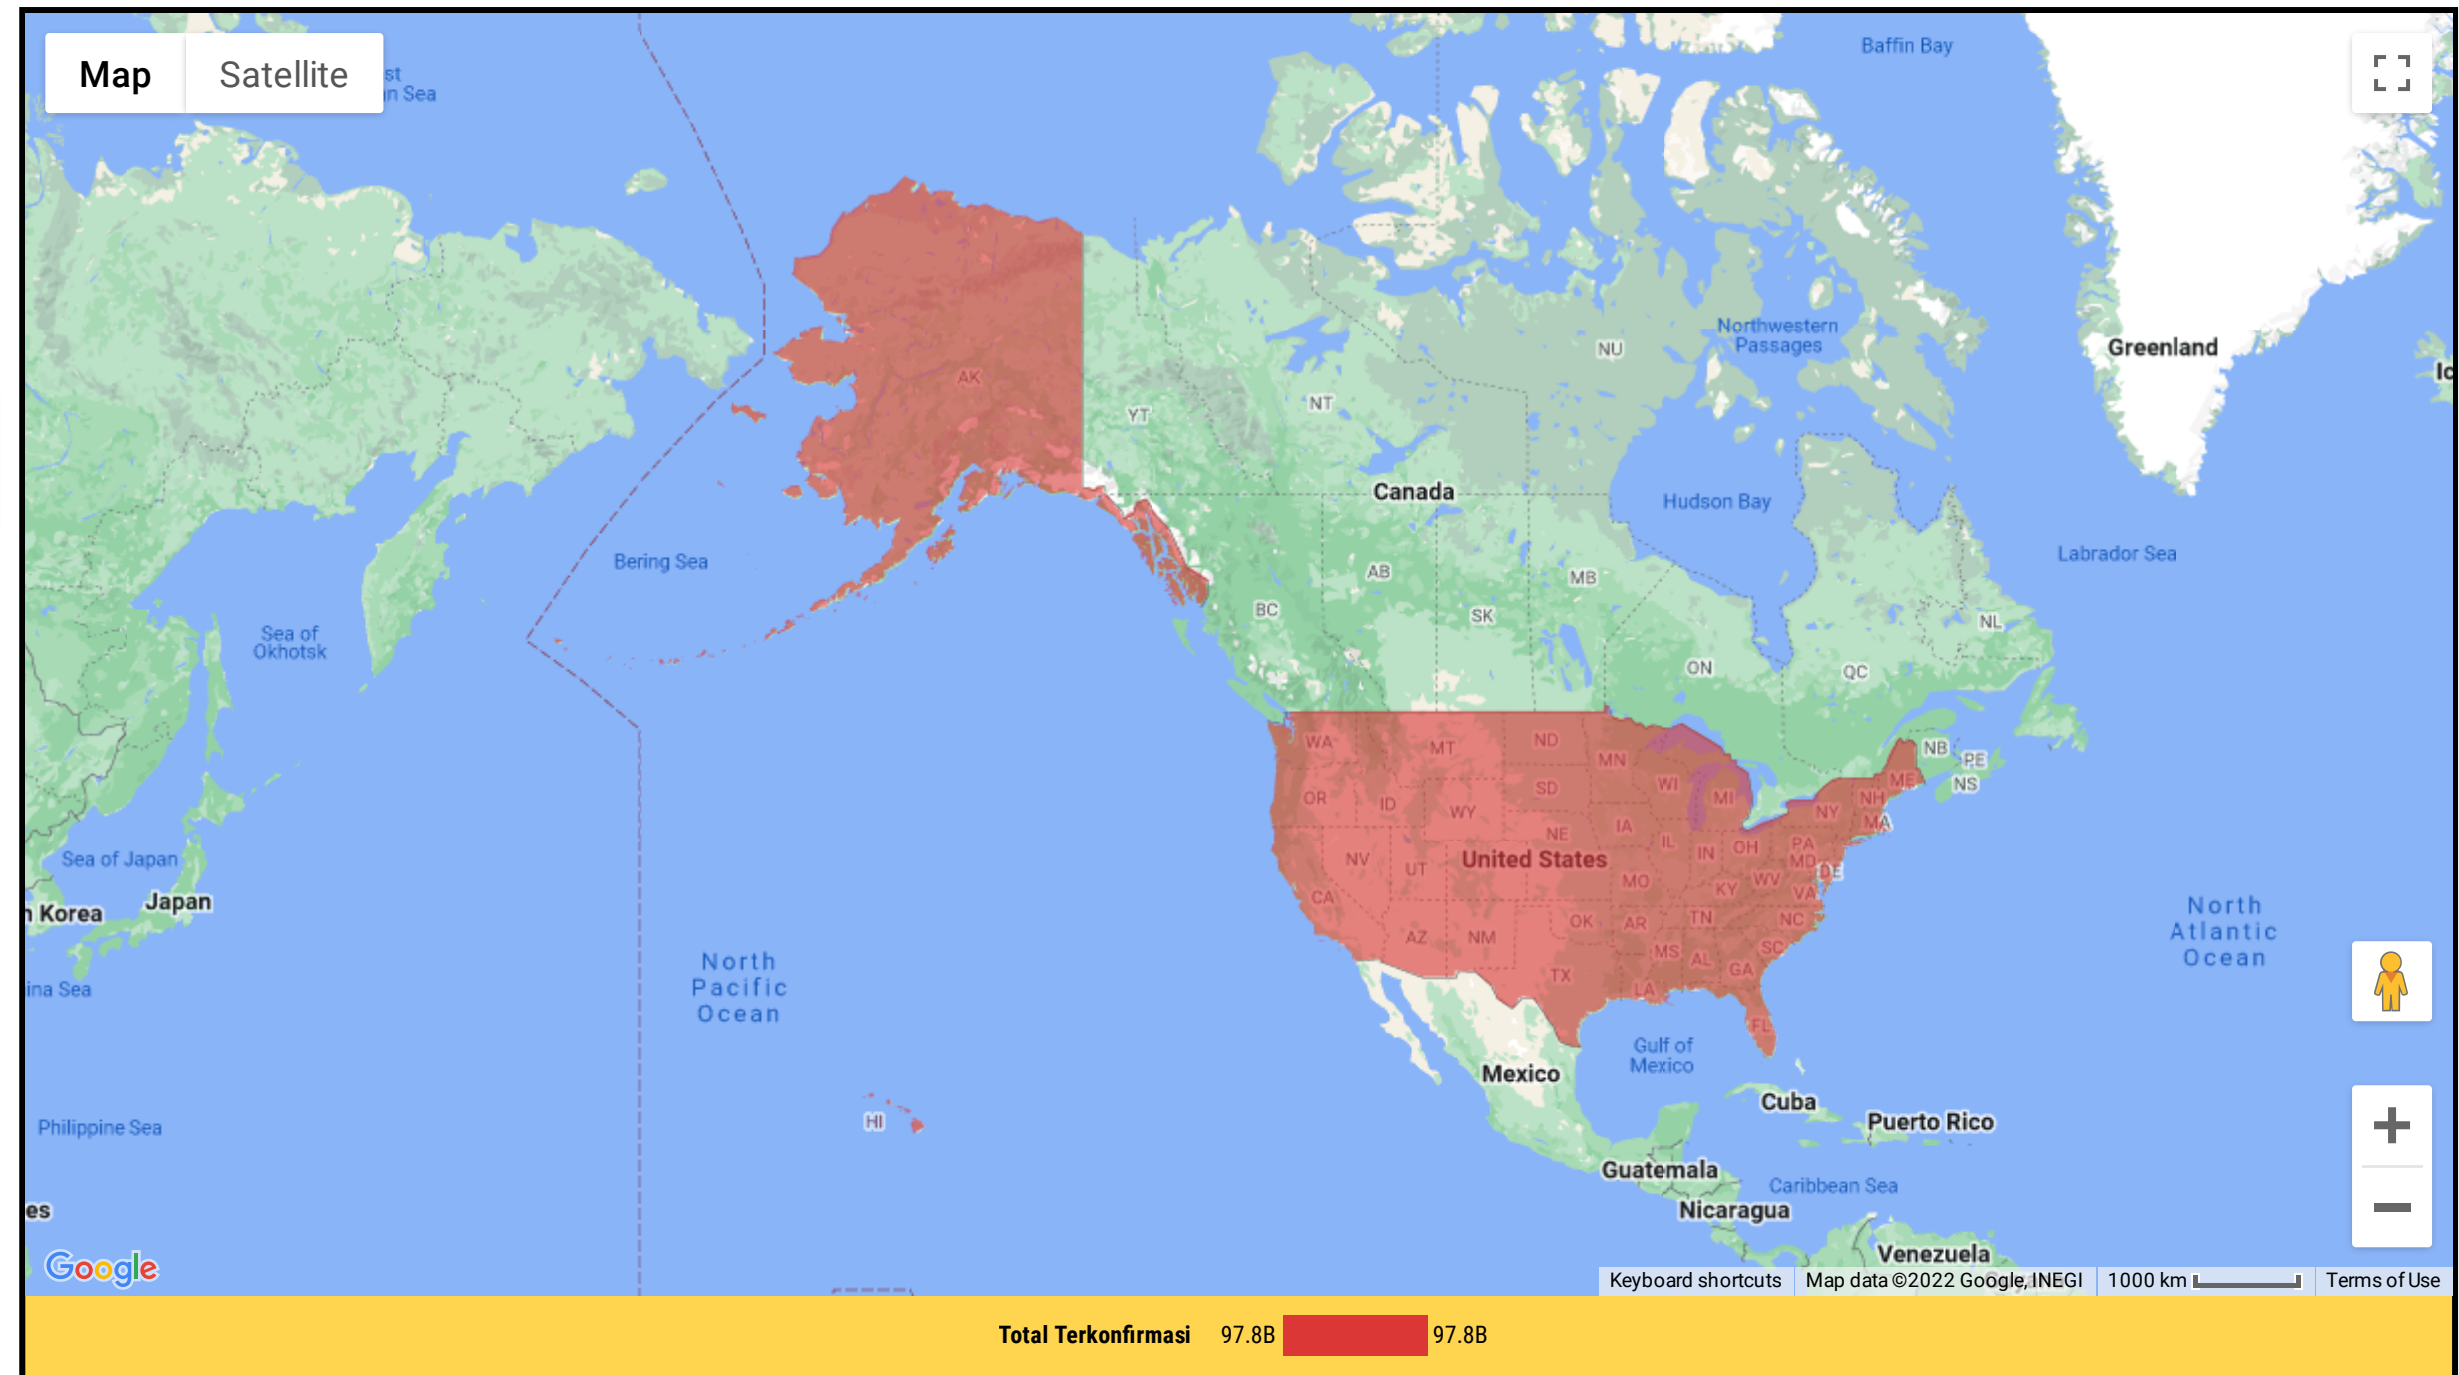 Map
Satellite
Baffin Bay
n Sea
Northwestern
Passages
Greenland
NU
AK
YT
NT
Canada
Hudson Bay
Labrador Sea
Bering Sea
AB
MB
BC
SK
NL
Sea of
Okhotsk
ON
QC
WA
MT
ND
MN
NB
PE
NS
ME
OR
ID
WY
SD
WI
MI
NY
NH
MA
NE
IA
IL
IN
OH
PA
MD
DE
United States
NV
UT
MO
KY
WV
VA
CA
AZ
NM
OK
AR
TN
NC
SC
MS
AL
GA
TX
LA
FL
Sea of Japan
Japan
Korea
ina Sea
North
Pacific
Ocean
North
Atlantic
Ocean
Gulf of
Mexico
Mexico
Cuba
Puerto Rico
HI
Philippine Sea
Guatemala
Caribbean Sea
Nicaragua
es
Venezuela
Google
Keyboard shortcuts
Map data ©2022 Google, INEGI
1000 km
Terms of Use
Total Terkonfirmasi 97.8B 97.8B